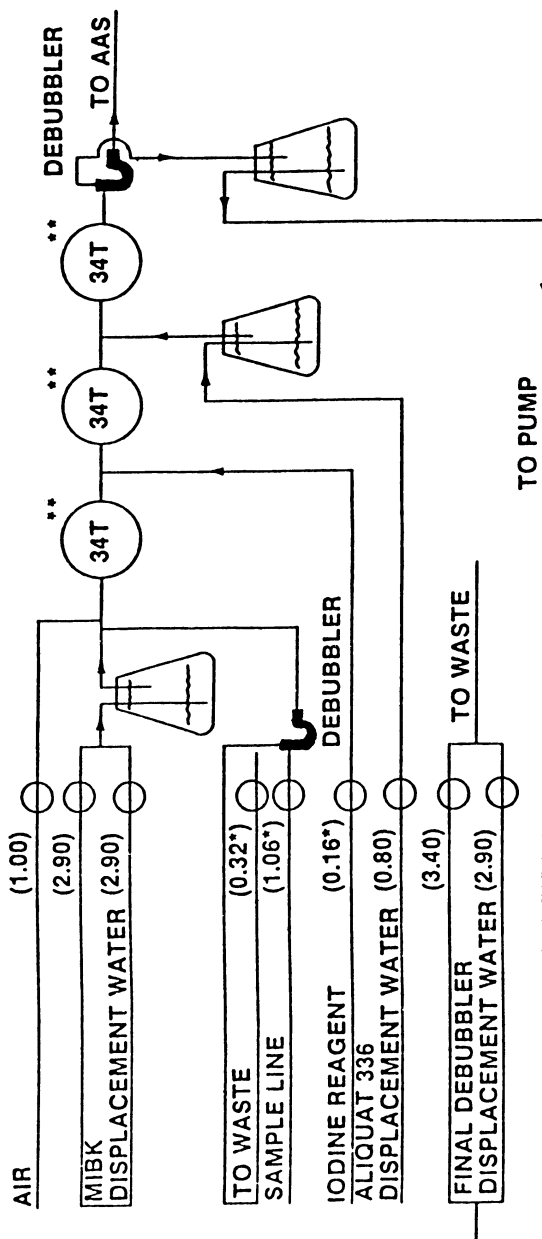 DEBUBBLER
TO AAS
**
34T
**
34T
**
34T
TO PUMP
DEBUBBLER
TO WASTE
AIR
(1.00)
MIBK
(2.90)
DISPLACEMENT WATER (2.90)
TO WASTE
(0.32*)
SAMPLE LINE
(1.06*)
IODINE REAGENT
(0.16*)
ALIQUAT 336
DISPLACEMENT WATER (0.80)
FINAL DEBUBBLER
(3.40)
DISPLACEMENT WATER (2.90)